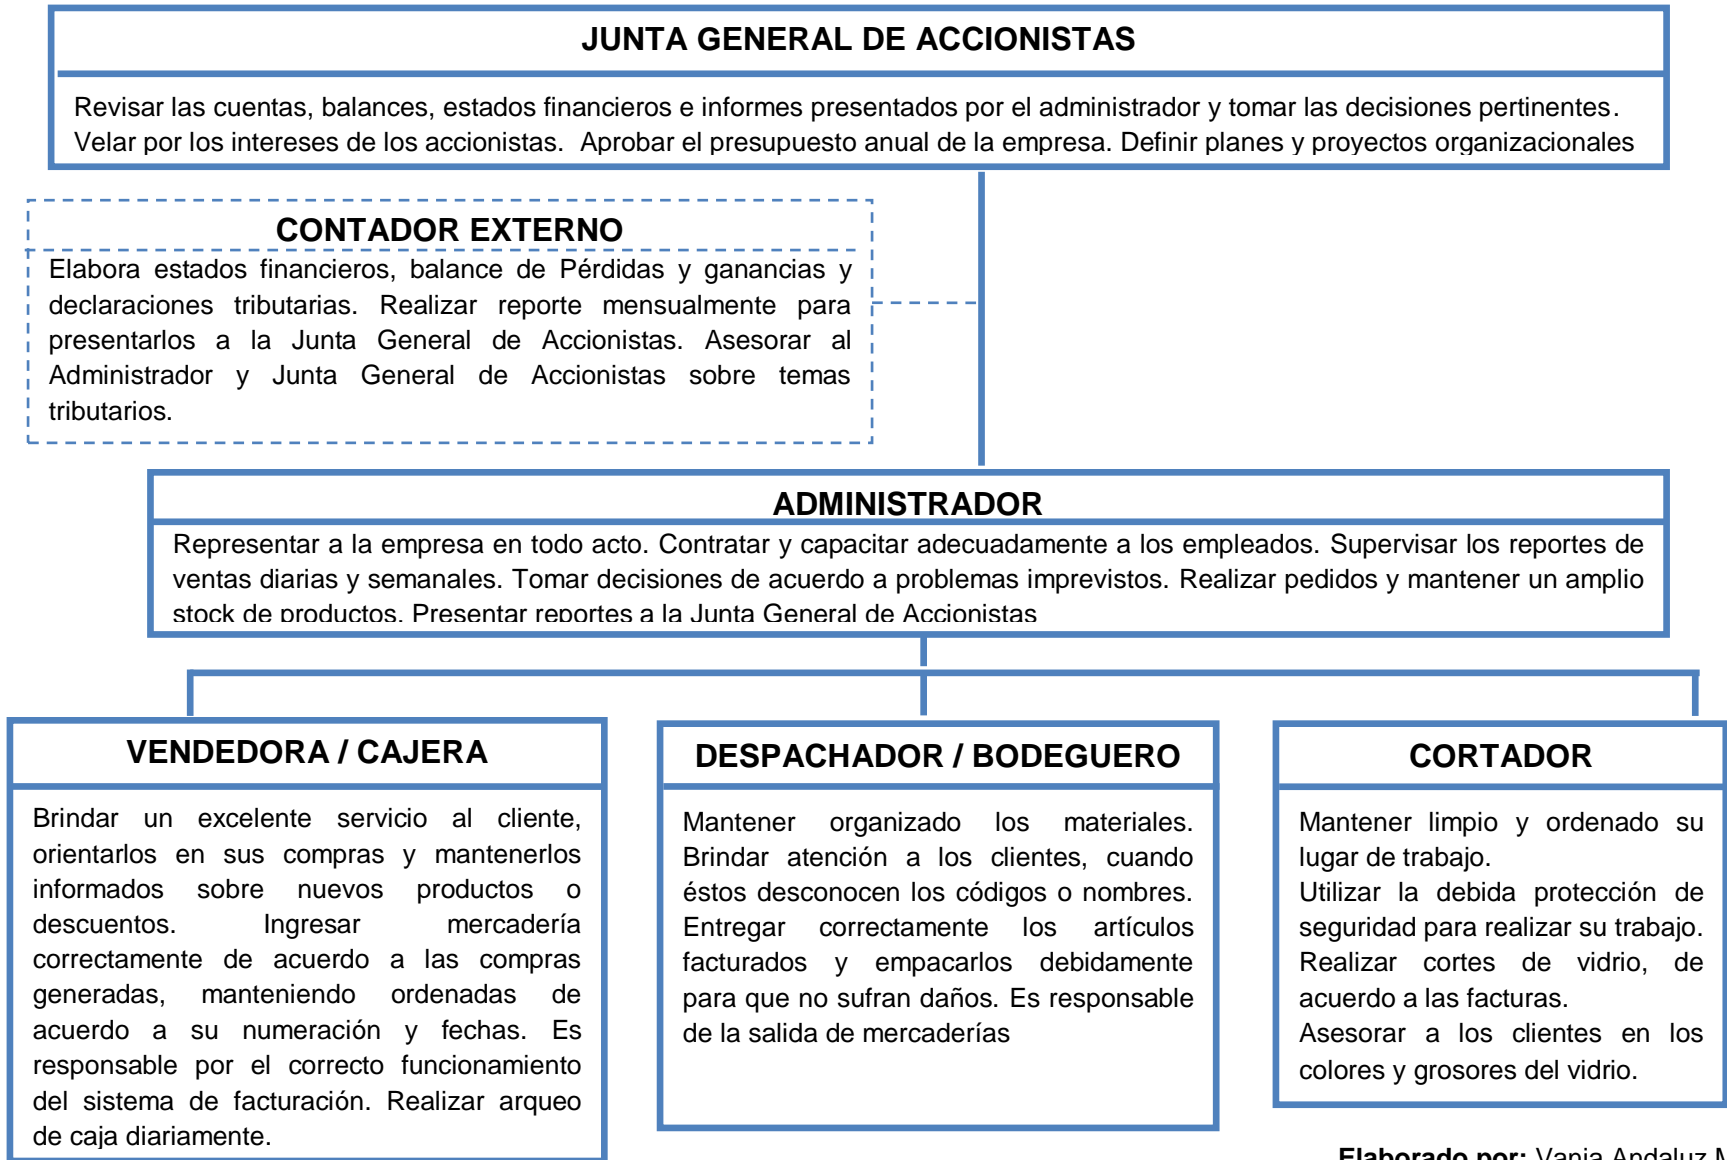 JUNTA GENERAL DE ACCIONISTAS
Revisar las cuentas, balances, estados financieros e informes presentados por el administrador y tomar las decisiones pertinentes.
Velar por los intereses de los accionistas. Aprobar el presupuesto anual de la empresa. Definir planes y proyectos organizacionales
CONTADOR EXTERNO
Elabora estados financieros, balance de Pérdidas y ganancias y
declaraciones tributarias. Realizar reporte mensualmente para
presentarlos a la Junta General de Accionistas. Asesorar al
Administrador y Junta General de Accionistas sobre temas
tributarios.
ADMINISTRADOR
Representar a la empresa en todo acto. Contratar y capacitar adecuadamente a los empleados. Supervisar los reportes de
ventas diarias y semanales. Tomar decisiones de acuerdo a problemas imprevistos. Realizar pedidos y mantener un amplio
stock de productos. Presentar reportes a la Junta General de Accionistas
VENDEDORA / CAJERA
Brindar un excelente servicio al cliente,
orientarlos en sus compras y mantenerlos
informados sobre nuevos productos o
descuentos. Ingresar mercadería
correctamente de acuerdo a las compras
generadas, manteniendo ordenadas de
acuerdo a su numeración y fechas. Es
responsable por el correcto funcionamiento
del sistema de facturación. Realizar arqueo
de caja diariamente.
DESPACHADOR / BODEGUERO
Mantener organizado los materiales.
Brindar atención a los clientes, cuando
éstos desconocen los códigos o nombres.
Entregar correctamente los artículos
facturados y empacarlos debidamente
para que no sufran daños. Es responsable
de la salida de mercaderías
CORTADOR
Mantener limpio y ordenado su
lugar de trabajo.
Utilizar la debida protección de
seguridad para realizar su trabajo.
Realizar cortes de vidrio, de
acuerdo a las facturas.
Asesorar a los clientes en los
colores y grosores del vidrio.
Elaborado por: Vania Andaluz M